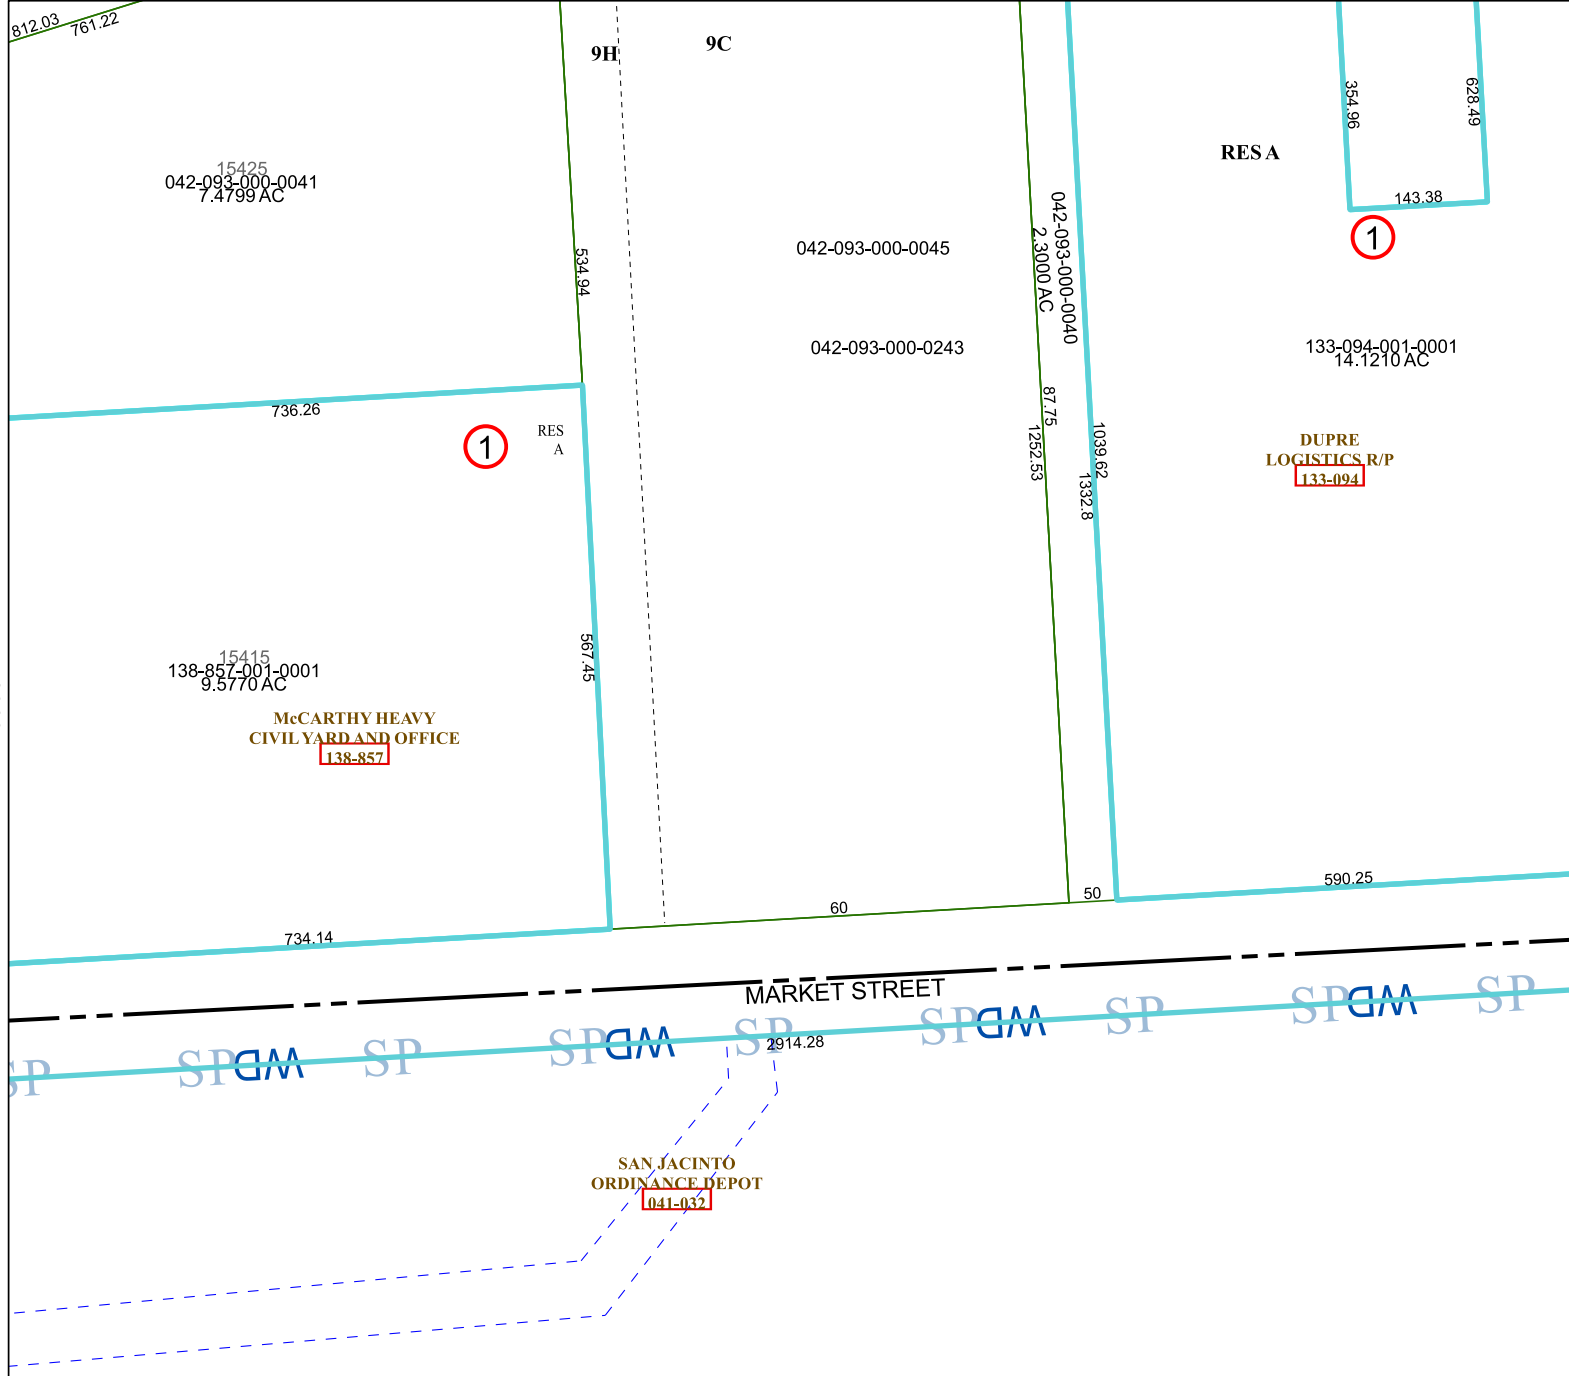 812.03
761.22
9H
9C
354.96
628.49
RES A
15425
042-093-000-0041
7.4799 AC
143.38
1
534.94
042-093-000-0045
042-093-000-0040
2.3000 AC
042-093-000-0243
133-094-001-0001
14.1210 AC
736.26
87.75
1252.53
1039.62
1332.8
1
RES
A
DUPRE
LOGISTICS R/P
133-094
567.45
15415
138-857-001-0001
9.5770 AC
McCARTHY HEAVY
CIVIL YARD AND OFFICE
138-857
734.14
60
50
590.25
MARKET STREET
SP SP WD SP SP WD SP SP WD SP SP WD SP
2914.28
SAN JACINTO
ORDINANCE DEPOT
041-032